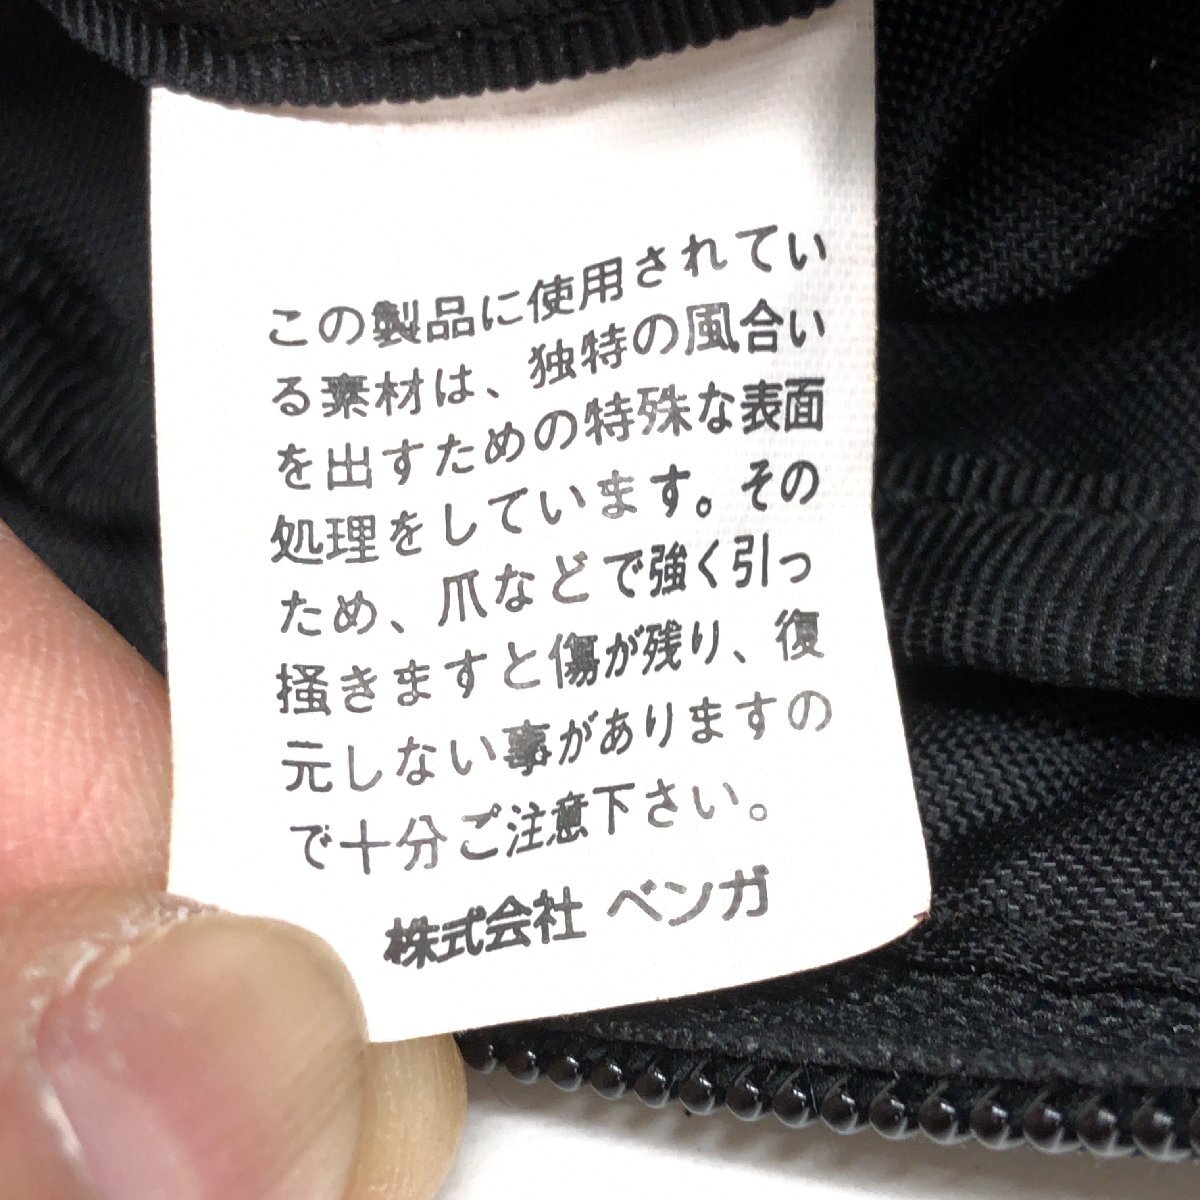 この製品に使用されてい
る素材は、独特の風合い
を出すための特殊な表面
処理をしています。その
ため、爪などで強く引っ
掻きますと傷が残り、復
元しない事がありますの
で十分ご注意下さい。
株式会社 ベンガ